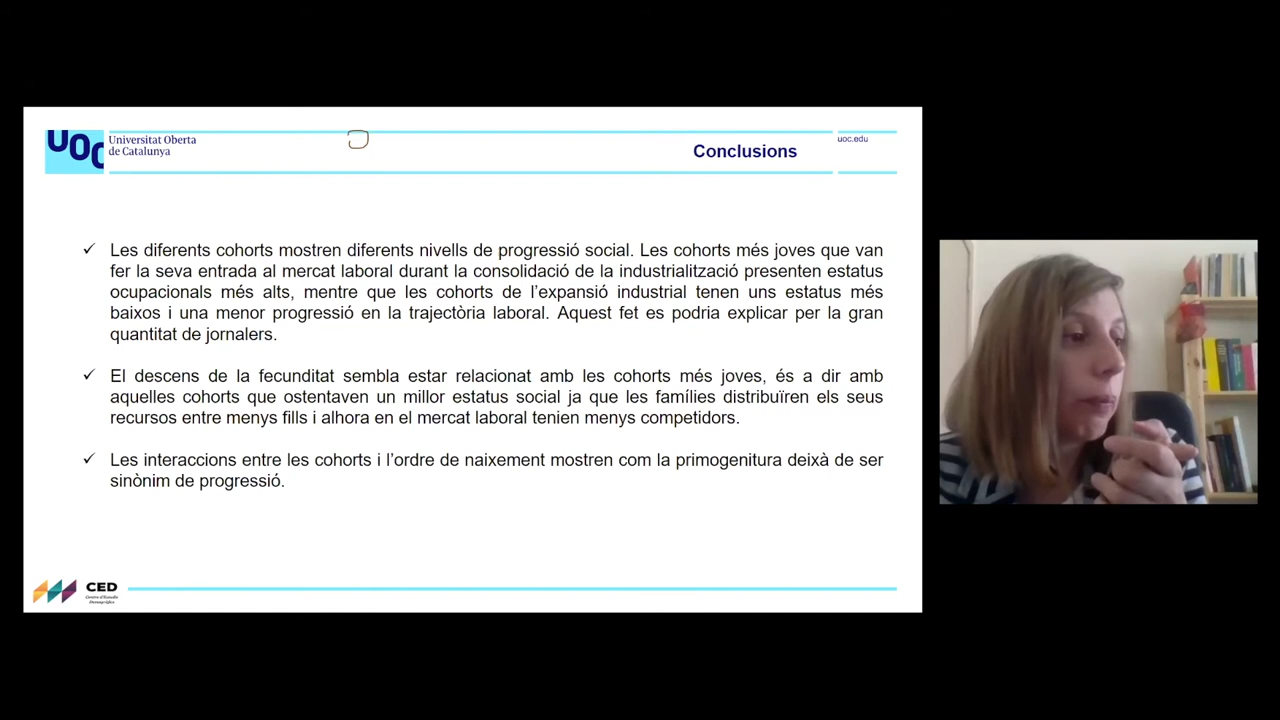 UOC
Universitat Oberta
de Catalunya
Conclusions
uoc.edu
✓ Les diferents cohorts mostren diferents nivells de progressió social. Les cohorts més joves que van
fer la seva entrada al mercat laboral durant la consolidació de la industrialització presenten estatus
ocupacionals més alts, mentre que les cohorts de l’expansió industrial tenen uns estatus més
baixos i una menor progressió en la trajectòria laboral. Aquest fet es podria explicar per la gran
quantitat de jornalers.
✓ El descens de la fecunditat sembla estar relacionat amb les cohorts més joves, és a dir amb
aquelles cohorts que ostentaven un millor estatus social ja que les famílies distribuïren els seus
recursos entre menys fills i alhora en el mercat laboral tenien menys competidors.
✓ Les interaccions entre les cohorts i l’ordre de naixement mostren com la primogenitura deixà de ser
sinònim de progressió.
CED
Centre d'Estudis
Demogràfics